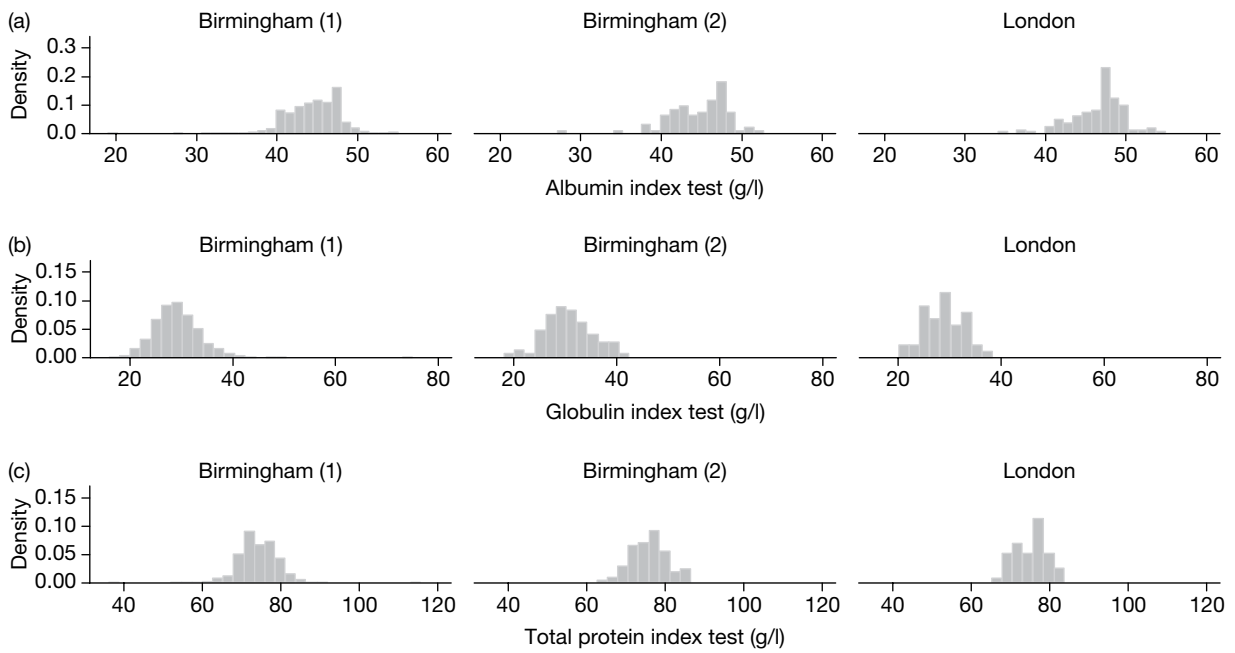 (a) Birmingham (1) Birmingham (2) London
Density
0.3
0.2
0.1
0.0
20 30 40 50 60 20 30 40 50 60 20 30 40 50 60
Albumin index test (g/l)
(b) Birmingham (1) Birmingham (2) London
Density
0.15
0.10
0.05
0.00
20 40 60 80 20 40 60 80 20 40 60 80
Globulin index test (g/l)
(c) Birmingham (1) Birmingham (2) London
Density
0.15
0.10
0.05
0.00
40 60 80 100 120 40 60 80 100 120 40 60 80 100 120
Total protein index test (g/l)